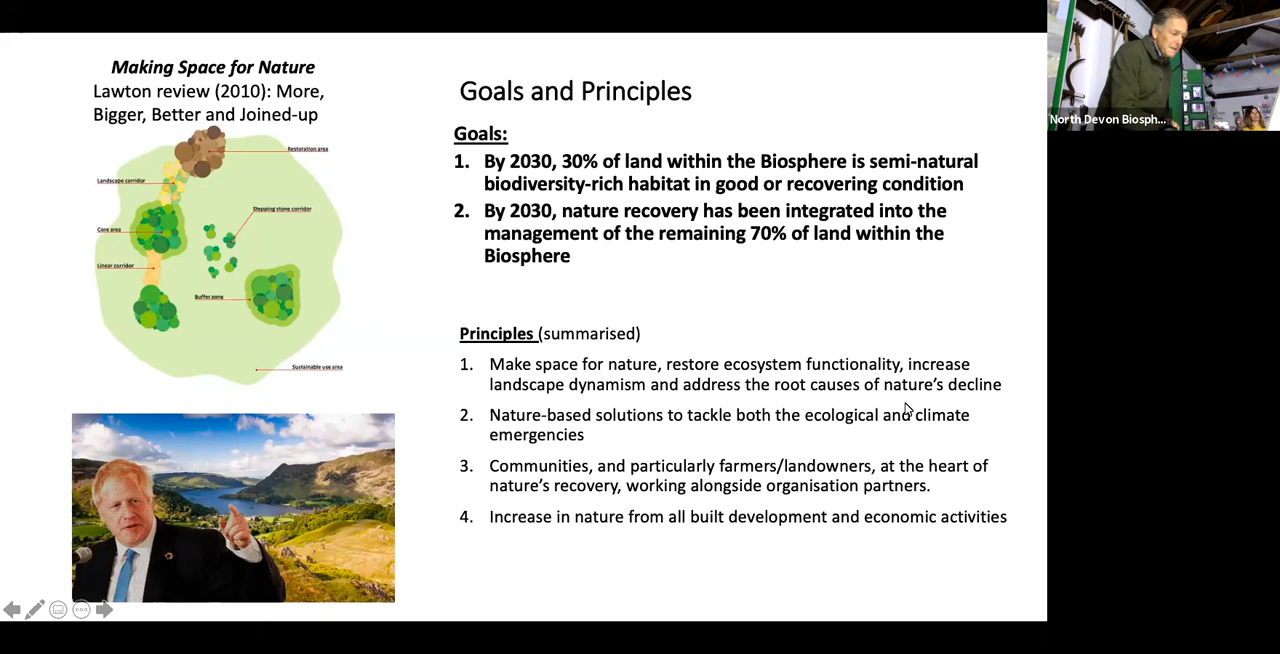 Making Space for Nature
Lawton review (2010): More,
Bigger, Better and Joined-up
Restoration area
Landscape corridor
Stepping stone corridor
Core area
Linear corridor
Buffer zone
Sustainable use area
Goals and Principles
Goals:
1. By 2030, 30% of land within the Biosphere is semi-natural
biodiversity-rich habitat in good or recovering condition
2. By 2030, nature recovery has been integrated into the
management of the remaining 70% of land within the
Biosphere
Principles (summarised)
1. Make space for nature, restore ecosystem functionality, increase
landscape dynamism and address the root causes of nature's decline
2. Nature-based solutions to tackle both the ecological and climate
emergencies
3. Communities, and particularly farmers/landowners, at the heart of
nature's recovery, working alongside organisation partners.
4. Increase in nature from all built development and economic activities
North Devon Biosph...